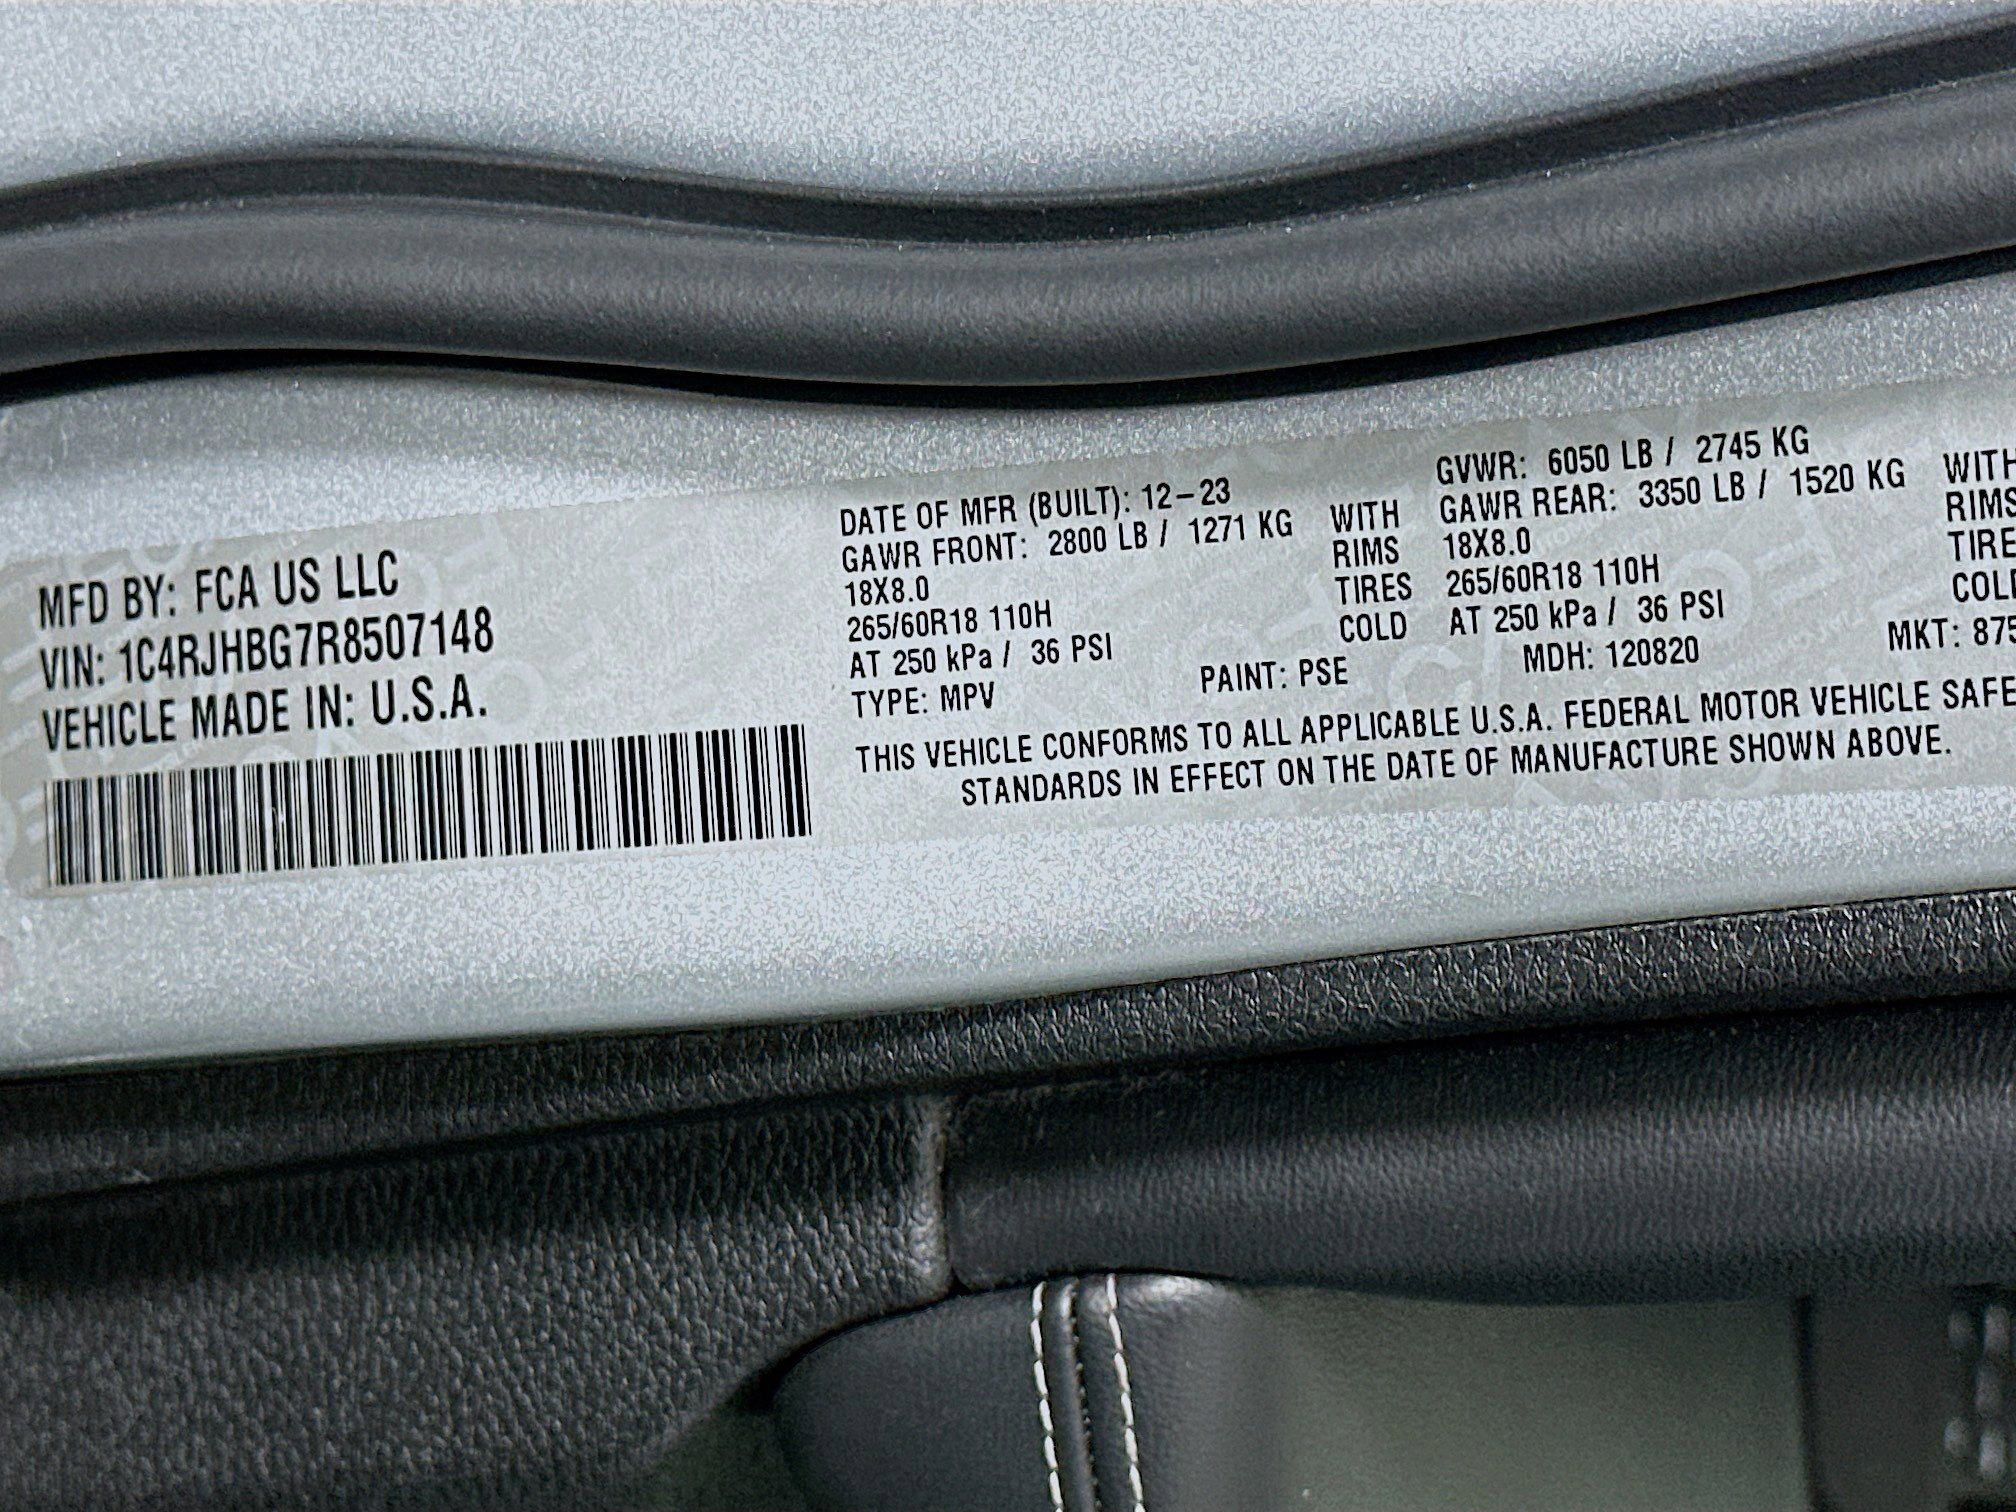 MFD BY: FCA US LLC
VIN: 1C4RJHBG7R8507148
VEHICLE MADE IN: U.S.A.
DATE OF MFR (BUILT): 12-23 GVWR: 6050 LB / 2745 KG
GAWR FRONT: 2800 LB / 1271 KG WITH GAWR REAR: 3350 LB / 1520 KG WITH
18X8.0 RIMS 18X8.0 RIMS
265/60R18 110H TIRES 265/60R18 110H TIRE
AT 250 kPa / 36 PSI COLD AT 250 kPa / 36 PSI COL
TYPE: MPV PAINT: PSE MDH: 120820 MKT: 875
THIS VEHICLE CONFORMS TO ALL APPLICABLE U.S.A. FEDERAL MOTOR VEHICLE SAFE
STANDARDS IN EFFECT ON THE DATE OF MANUFACTURE SHOWN ABOVE.